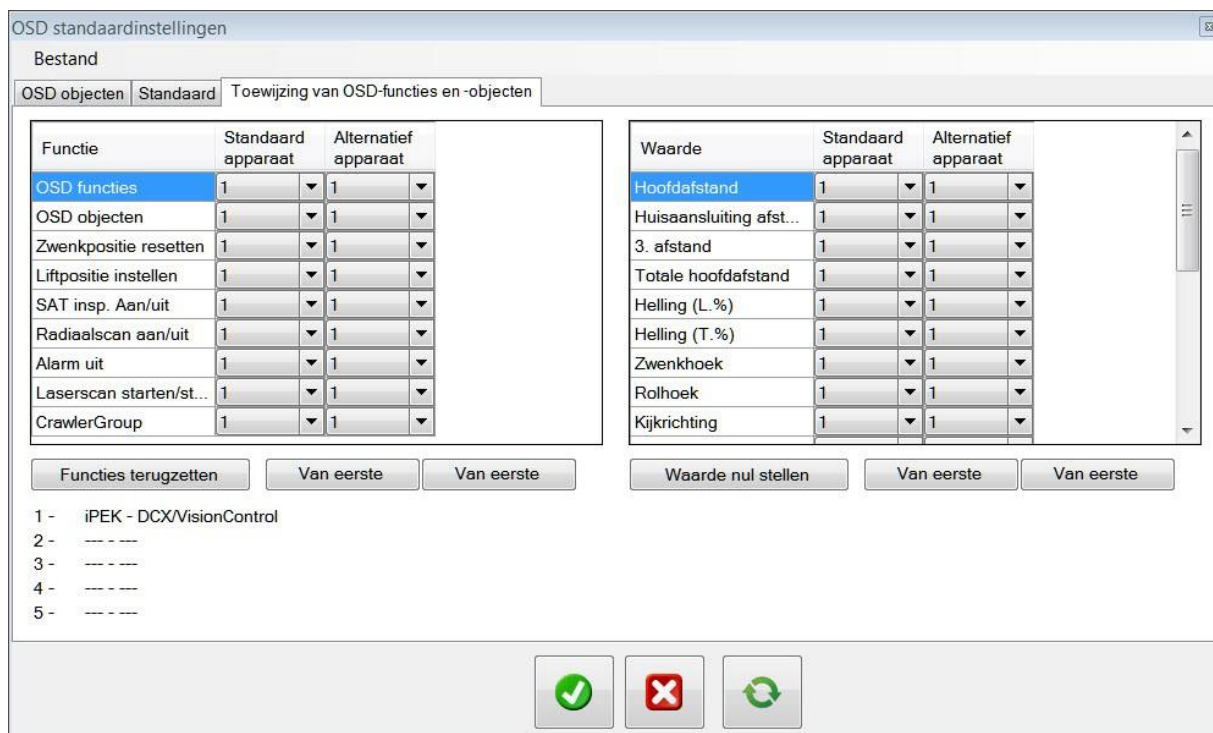 OSD standaardinstellingen
Bestand
OSD objecten Standaard Toewijzing van OSD-functies en -objecten
Functie Standaard apparaat Alternatief apparaat
OSD functies 1 1
OSD objecten 1 1
Zwenkpositie resetten 1 1
Liftpositie instellen 1 1
SAT insp. Aan/uit 1 1
Radiaalscan aan/uit 1 1
Alarm uit 1 1
Laserscan starten/st... 1 1
CrawlerGroup 1 1
Functies terugzetten Van eerste Van eerste
Waarde Standaard apparaat Alternatief apparaat
Hoofdafstand 1 1
Huisaansluiting afst... 1 1
3. afstand 1 1
Totale hoofdafstand 1 1
Helling (L.%) 1 1
Helling (T.%) 1 1
Zwenkhoek 1 1
Rolhoek 1 1
Kijkrichting 1 1
Waarde nul stellen Van eerste Van eerste
1 - iPEK - DCX/VisionControl
2 - --- - ---
3 - --- - ---
4 - --- - ---
5 - --- - ---